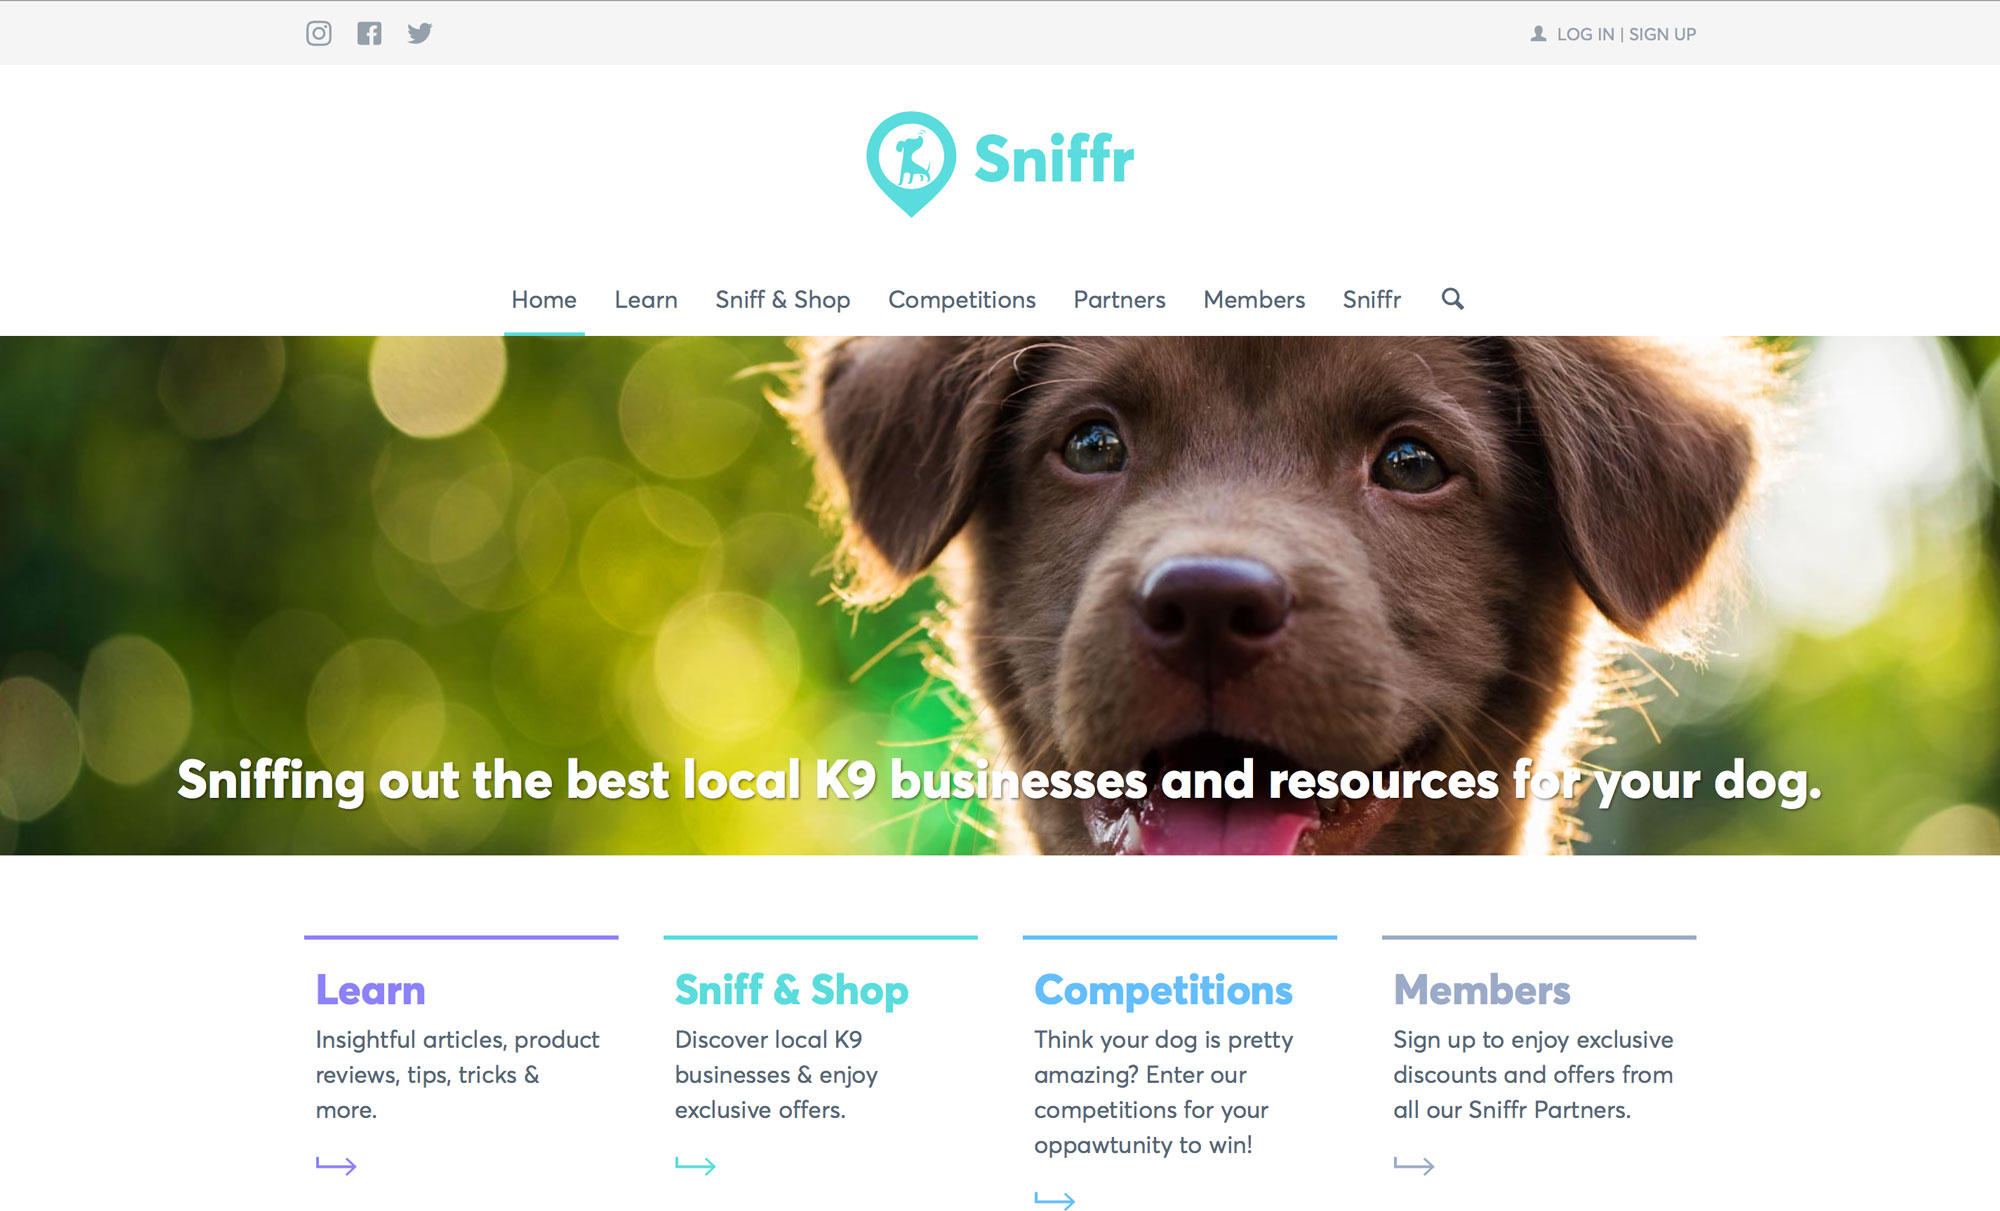 LOG IN | SIGN UP
Sniffr
Home Learn Sniff & Shop Competitions Partners Members Sniffr
Sniffing out the best local K9 businesses and resources for your dog.
Learn
Insightful articles, product
reviews, tips, tricks &
more.
Sniff & Shop
Discover local K9
businesses & enjoy
exclusive offers.
Competitions
Think your dog is pretty
amazing? Enter our
competitions for your
oppawtunity to win!
Members
Sign up to enjoy exclusive
discounts and offers from
all our Sniffr Partners.